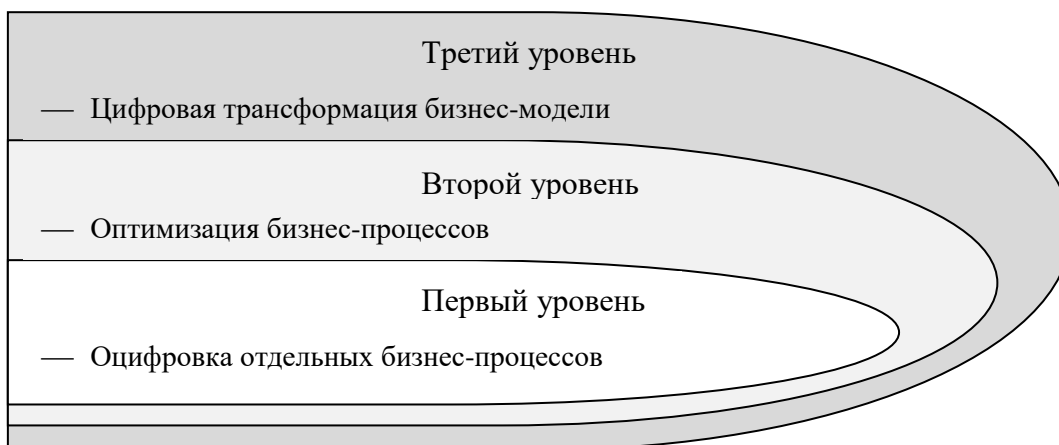 Третий уровень
— Цифровая трансформация бизнес-модели
Второй уровень
— Оптимизация бизнес-процессов
Первый уровень
— Оцифровка отдельных бизнес-процессов